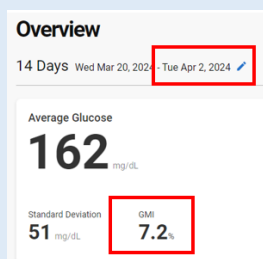 Overview
14 Days Wed Mar 20, 2024 - Tue Apr 2, 2024
Average Glucose
162 mg/dL
Standard Deviation GMI
51 mg/dL 7.2%